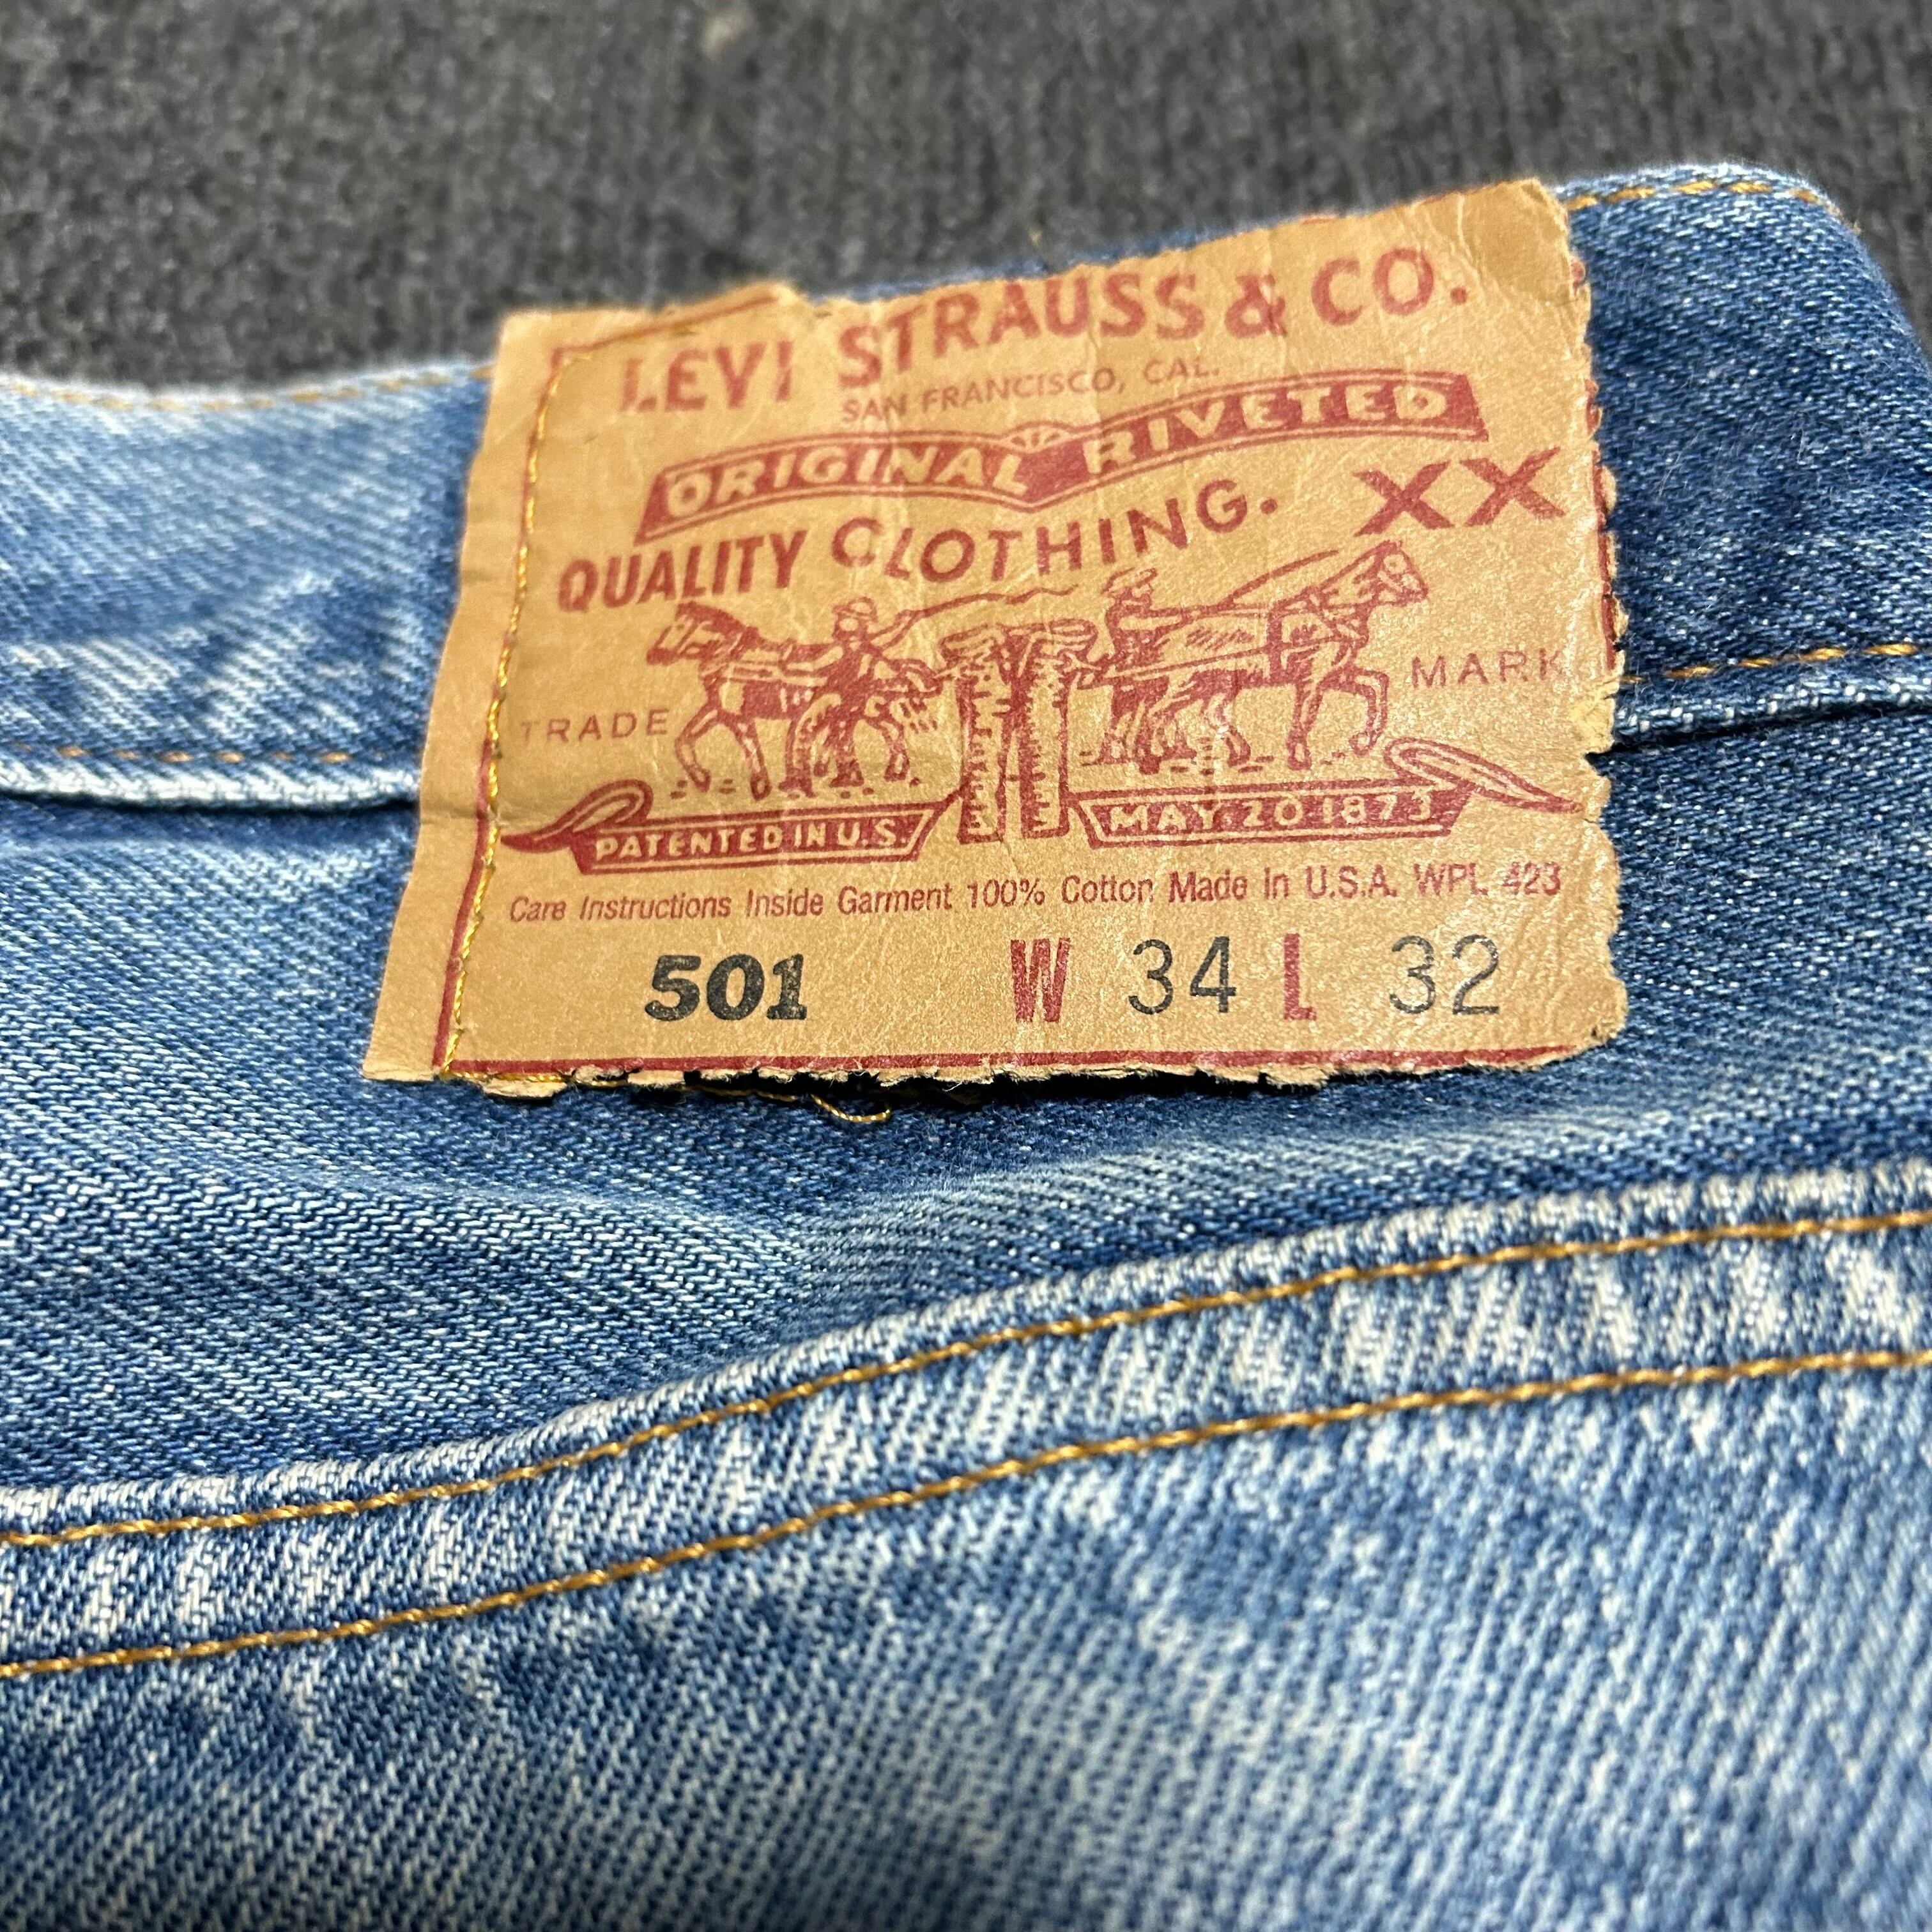 LEVI STRAUSS & CO.
SAN FRANCISCO, CAL.
ORIGINAL RIVETED
QUALITY CLOTHING. XX
TRADE MARK
PATENTED IN U.S. MAY 20 1873
Care Instructions Inside Garment 100% Cotton Made in U.S.A. WPL 423
501 W 34 L 32